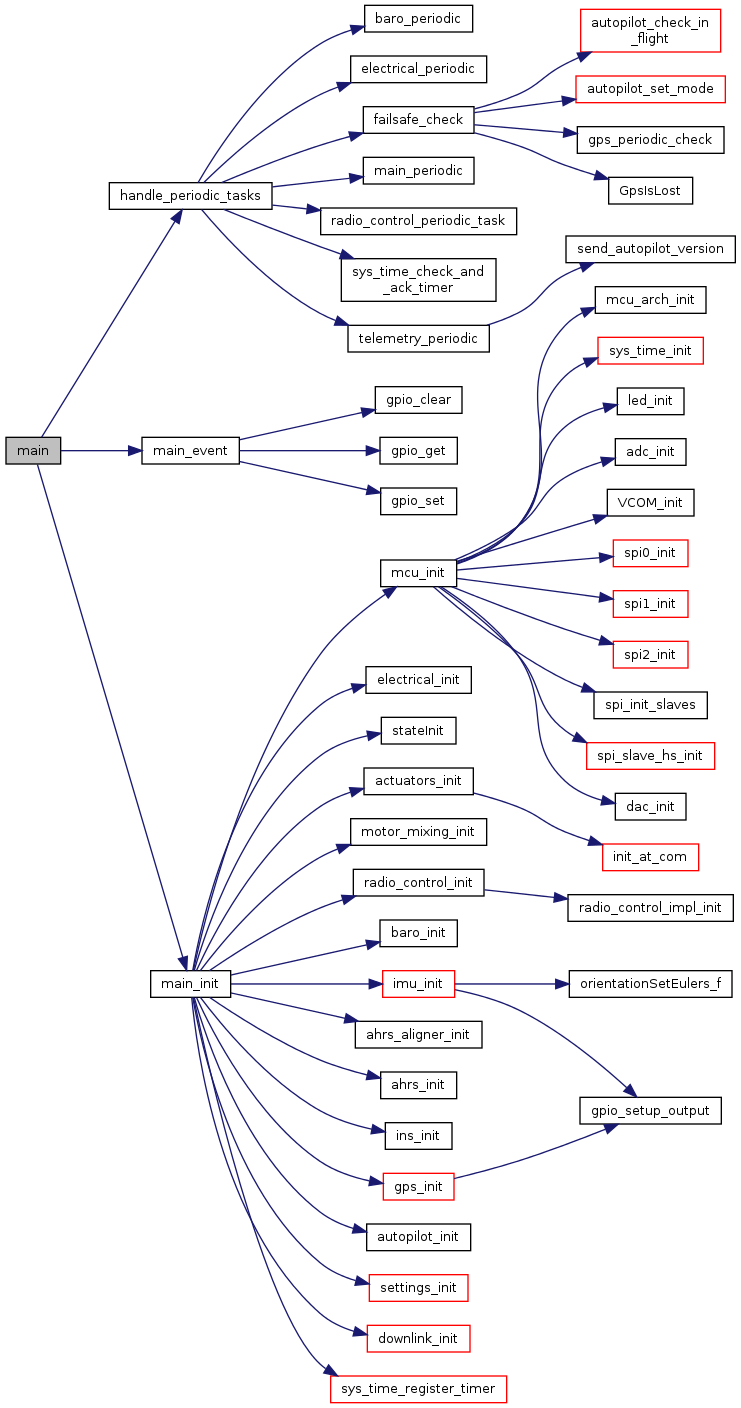 baro_periodic
autopilot_check_in
_flight
electrical_periodic
autopilot_set_mode
failsafe_check
gps_periodic_check
main_periodic
GpsIsLost
handle_periodic_tasks
radio_control_periodic_task
send_autopilot_version
sys_time_check_and
_ack_timer
mcu_arch_init
telemetry_periodic
sys_time_init
gpio_clear
led_init
main
main_event
gpio_get
adc_init
gpio_set
VCOM_init
spi0_init
mcu_init
spi1_init
spi2_init
electrical_init
spi_init_slaves
stateInit
spi_slave_hs_init
actuators_init
dac_init
motor_mixing_init
init_at_com
radio_control_init
radio_control_impl_init
baro_init
main_init
imu_init
orientationSetEulers_f
ahrs_aligner_init
ahrs_init
gpio_setup_output
ins_init
gps_init
autopilot_init
settings_init
downlink_init
sys_time_register_timer